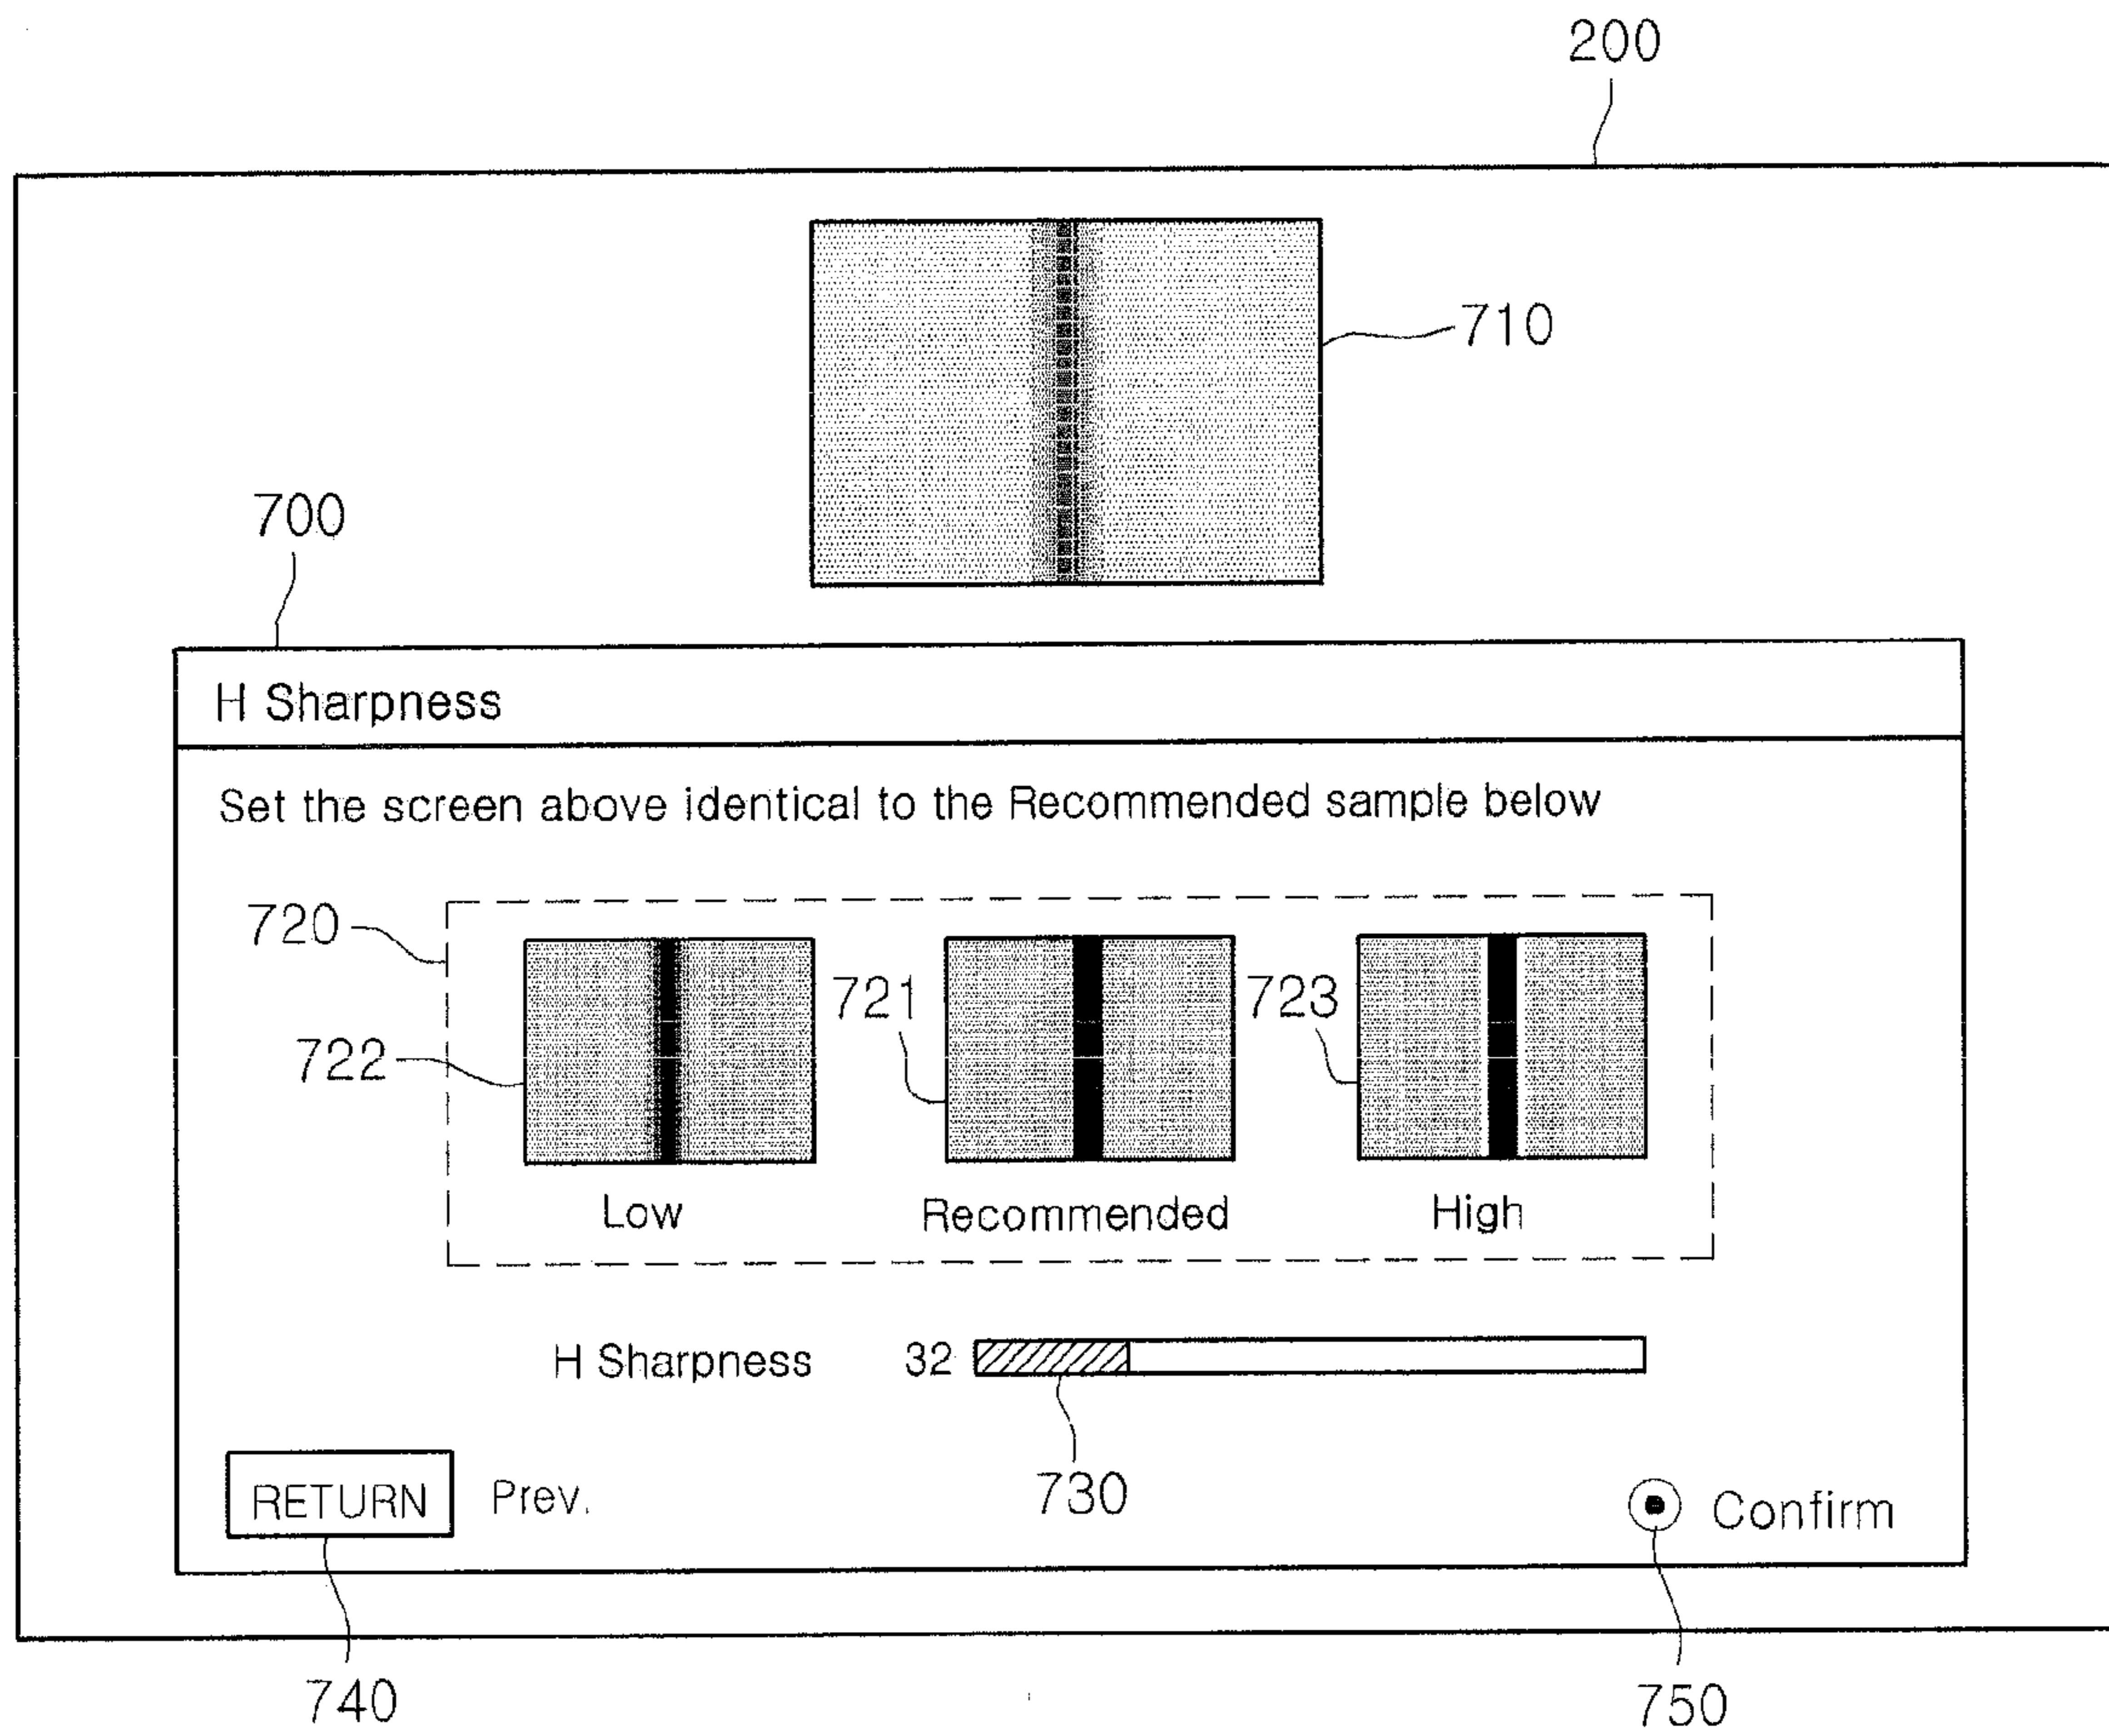 200
710
700
H Sharpness
Set the screen above identical to the Recommended sample below
720
721
723
722
Low Recommended High
H Sharpness 32
730
RETURN Prev.
Confirm
740
750